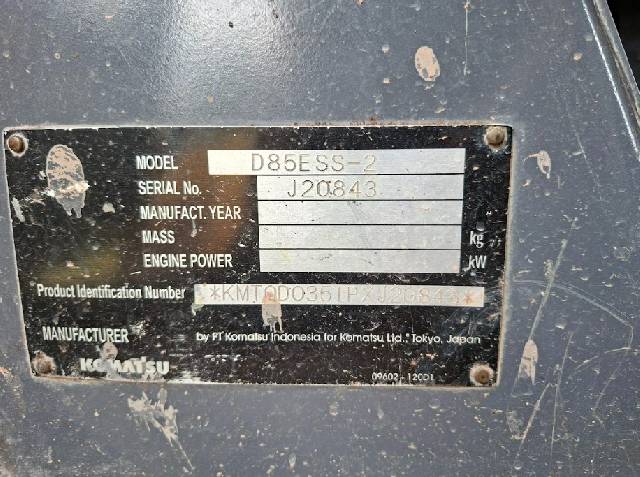 MODEL D85ESS-2
SERIAL No. J20843
MANUFACT. YEAR
MASS kg
ENGINE POWER kW
Product Identification Number
MANUFACTURER by PT Komatsu Indonesia for Komatsu Ltd., Tokyo, Japan
KOMATSU 09602-12001